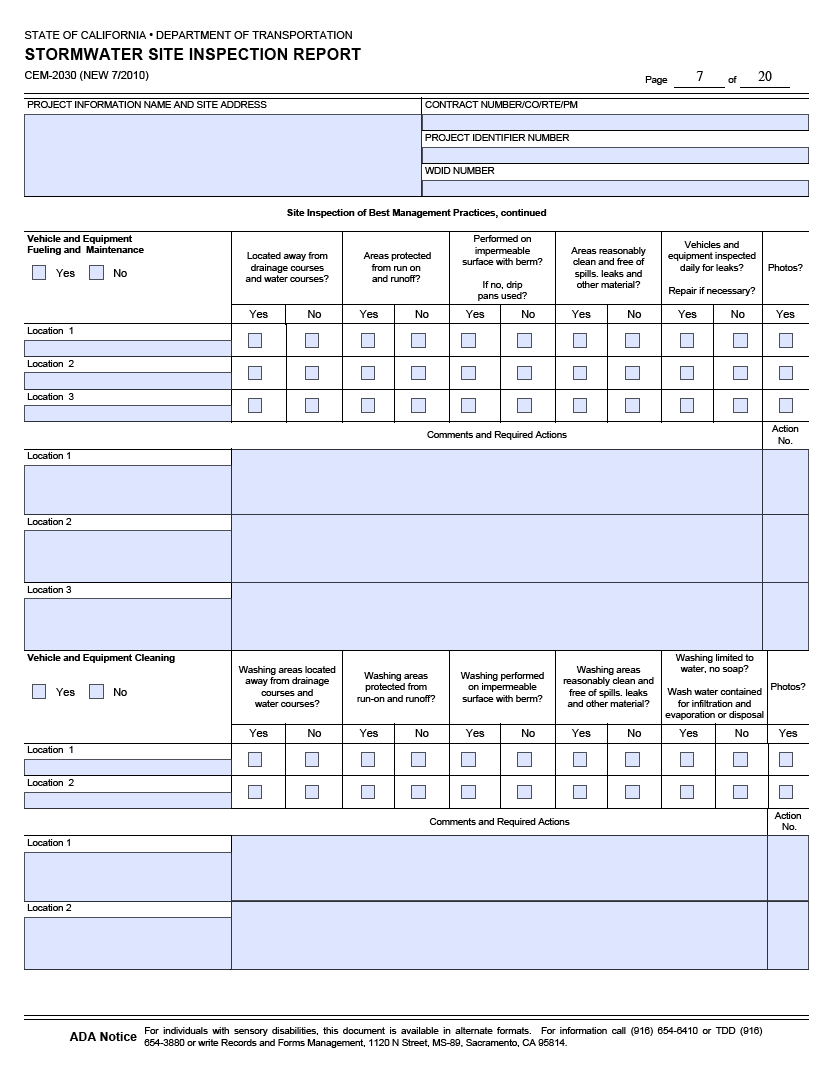 STATE OF CALIFORNIA • DEPARTMENT OF TRANSPORTATION
STORMWATER SITE INSPECTION REPORT
CEM-2030 (NEW 7/2010)
Page 7 of 20
PROJECT INFORMATION NAME AND SITE ADDRESS
CONTRACT NUMBER/CO/RTE/PM
PROJECT IDENTIFIER NUMBER
WDID NUMBER
Site Inspection of Best Management Practices, continued
Vehicle and Equipment
Fueling and Maintenance
Yes No
Located away from
drainage courses
and water courses?
Areas protected
from run on
and runoff?
Performed on
impermeable
surface with berm?
If no, drip
pans used?
Areas reasonably
clean and free of
spills. leaks and
other material?
Vehicles and
equipment inspected
daily for leaks?
Repair if necessary?
Photos?
Yes No Yes No Yes No Yes No Yes No Yes
Location 1
Location 2
Location 3
Comments and Required Actions
Action
No.
Location 1
Location 2
Location 3
Vehicle and Equipment Cleaning
Yes No
Washing areas located
away from drainage
courses and
water courses?
Washing areas
protected from
run-on and runoff?
Washing performed
on impermeable
surface with berm?
Washing areas
reasonably clean and
free of spills. leaks
and other material?
Washing limited to
water, no soap?
Wash water contained
for infiltration and
evaporation or disposal
Photos?
Yes No Yes No Yes No Yes No Yes No Yes
Location 1
Location 2
Comments and Required Actions
Action
No.
Location 1
Location 2
ADA Notice
For individuals with sensory disabilities, this document is available in alternate formats. For information call (916) 654-6410 or TDD (916)
654-3880 or write Records and Forms Management, 1120 N Street, MS-89, Sacramento, CA 95814.